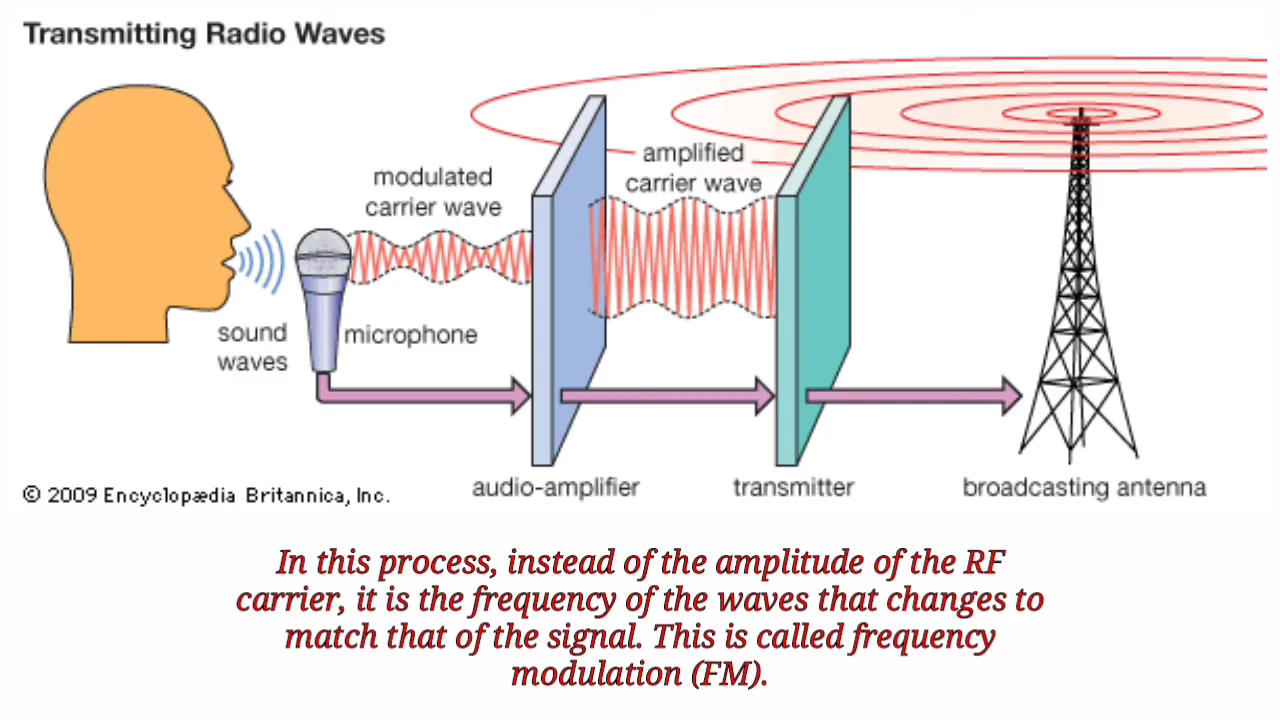 Transmitting Radio Waves
modulated
carrier wave
amplified
carrier wave
sound
waves
microphone
audio-amplifier
transmitter
broadcasting antenna
© 2009 Encyclopædia Britannica, Inc.
In this process, instead of the amplitude of the RF
carrier, it is the frequency of the waves that changes to
match that of the signal. This is called frequency
modulation (FM).